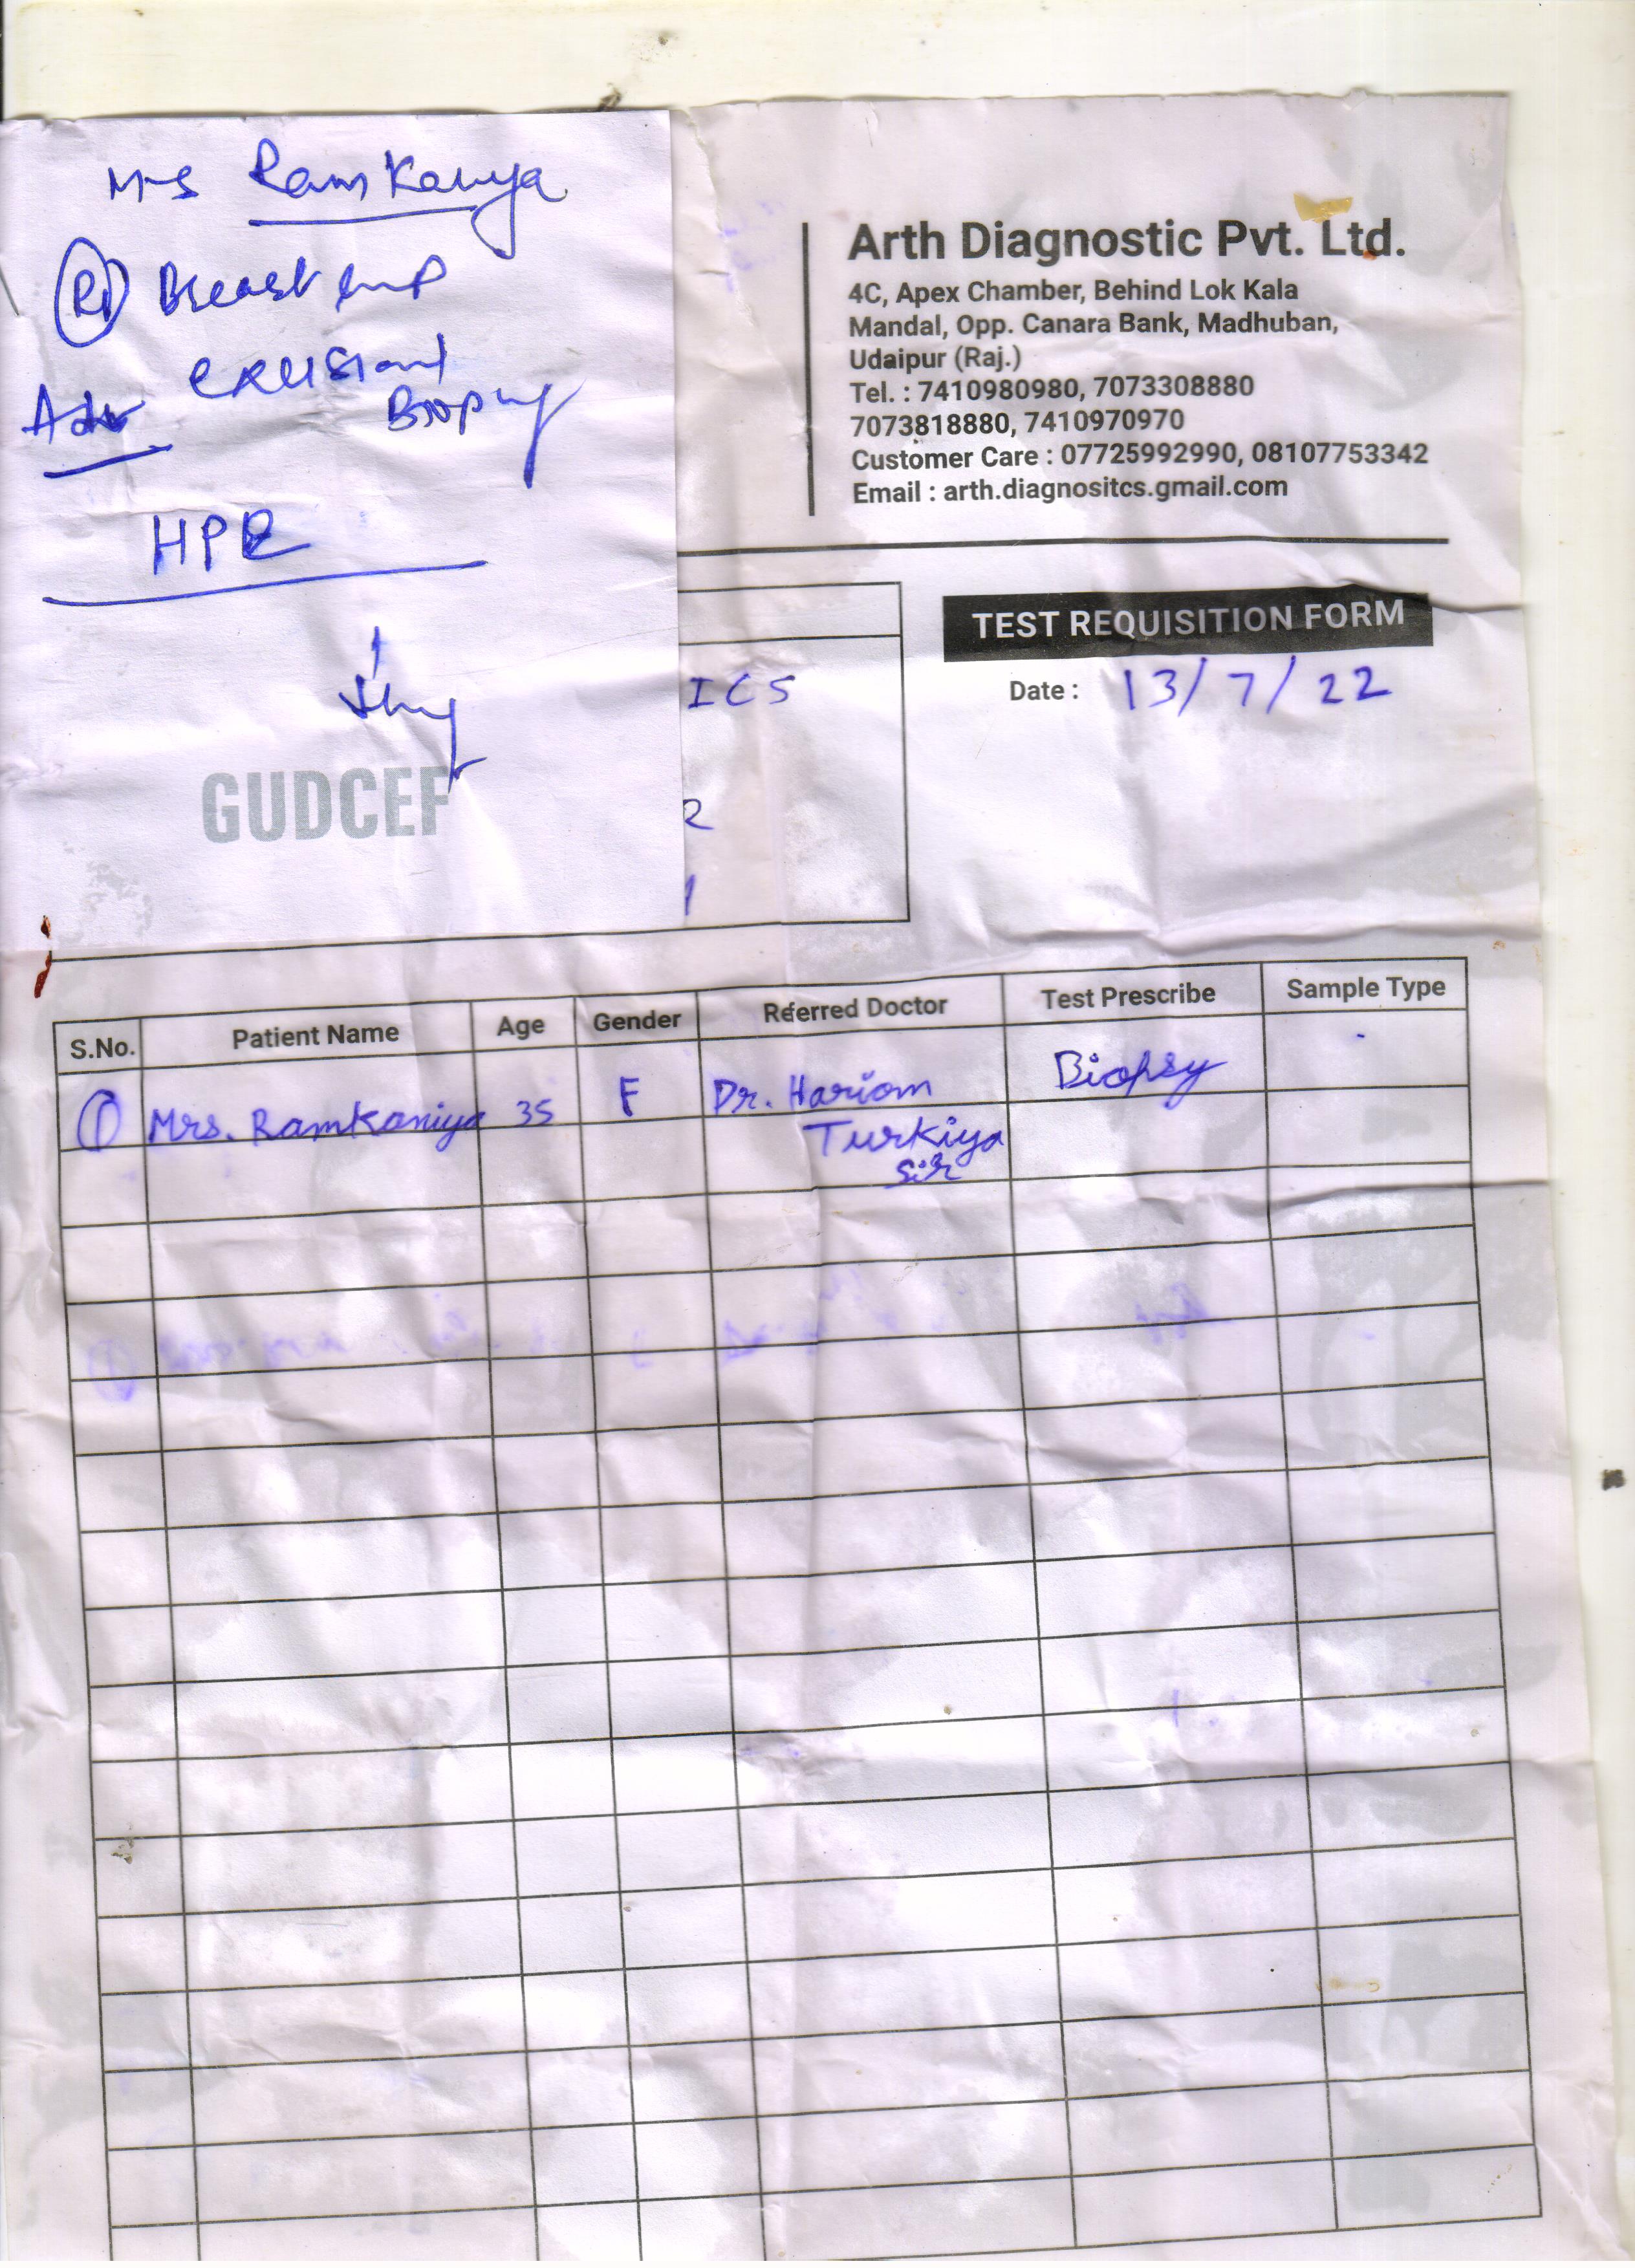 Mrs Ramkanya
Rt Breast lump
excisional
Adv Biopsy
HPE
GUDCEF
Arth Diagnostic Pvt. Ltd.
4C, Apex Chamber, Behind Lok Kala
Mandal, Opp. Canara Bank, Madhuban,
Udaipur (Raj.)
Tel. : 7410980980, 7073308880
7073818880, 7410970970
Customer Care : 07725992990, 08107753342
Email : arth.diagnositcs.gmail.com
TEST REQUISITION FORM
ICS
Date : 13/7/22
S.No. Patient Name Age Gender Referred Doctor Test Prescribe Sample Type
1 Mrs. Ramkaniya 35 F Dr. Hariom Biopsy
Turkiya
Sir